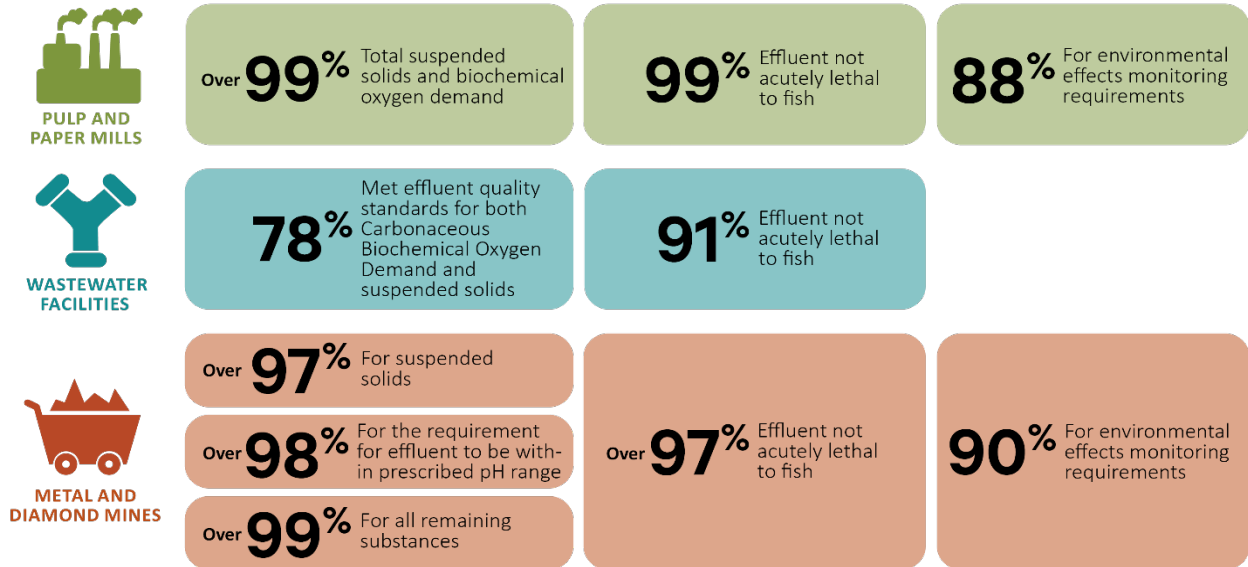 PULP AND
PAPER MILLS
Over 99% Total suspended
solids and biochemical
oxygen demand
99% Effluent not
acutely lethal
to fish
88% For environmental
effects monitoring
requirements
WASTEWATER
FACILITIES
78% Met effluent quality
standards for both
Carbonaceous
Biochemical Oxygen
Demand and
suspended solids
91% Effluent not
acutely lethal
to fish
METAL AND
DIAMOND MINES
Over 97% For suspended
solids
Over 98% For the requirement
for effluent to be with-
in prescribed pH range
Over 99% For all remaining
substances
Over 97% Effluent not
acutely lethal
to fish
90% For environmental
effects monitoring
requirements